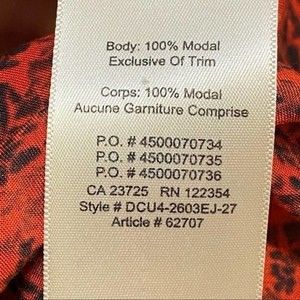 Body: 100% Modal
Exclusive Of Trim
Corps: 100% Modal
Aucune Garniture Comprise
P.O. # 4500070734
P.O. # 4500070735
P.O. # 4500070736
CA 23725 RN 122354
Style # DCU4-2603EJ-27
Article # 62707